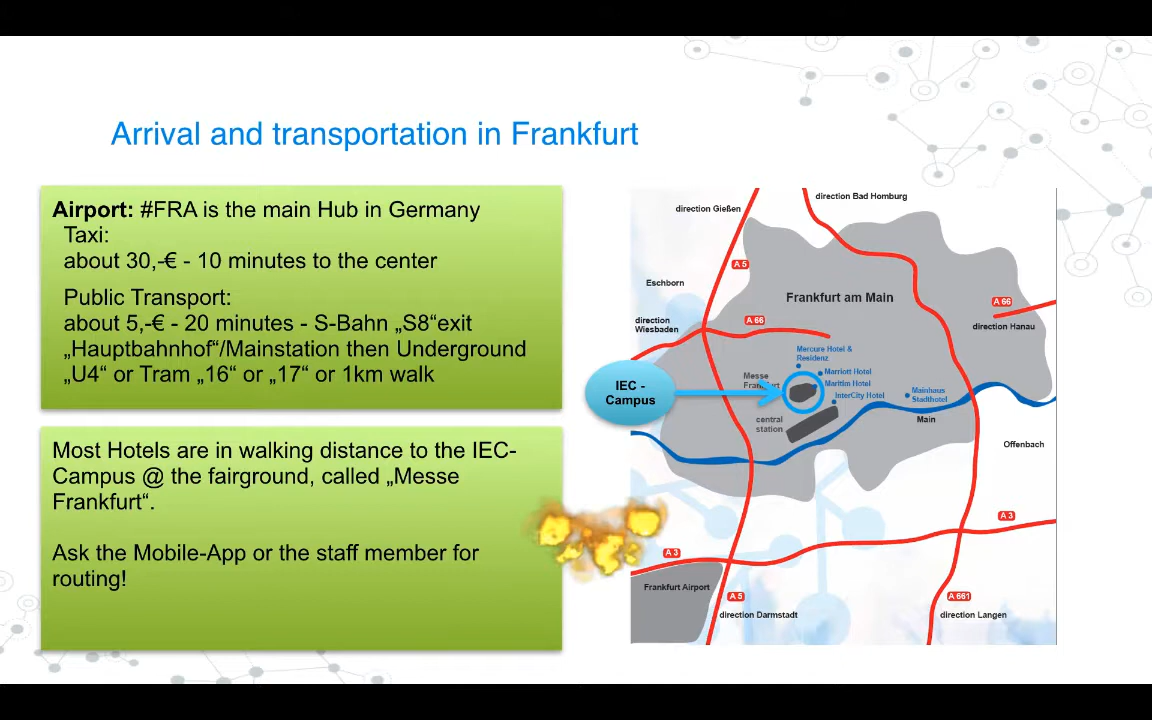 Arrival and transportation in Frankfurt
Airport: #FRA is the main Hub in Germany
Taxi:
about 30,-€ - 10 minutes to the center
Public Transport:
about 5,-€ - 20 minutes - S-Bahn „S8“exit
„Hauptbahnhof“/Mainstation then Underground
„U4“ or Tram „16“ or „17“ or 1km walk
Most Hotels are in walking distance to the IEC-
Campus @ the fairground, called „Messe
Frankfurt“.
Ask the Mobile-App or the staff member for
routing!
direction Gießen
direction Bad Homburg
A 5
Eschborn
Frankfurt am Main
direction
Wiesbaden
A 66
A 66
direction Hanau
Mercure Hotel &
Residenz
Marriott Hotel
Messe
Frankfurt
Maritim Hotel
InterCity Hotel
Mainhaus
Stadthotel
IEC -
Campus
central
station
Main
Offenbach
A 3
A 3
Frankfurt Airport
A 5
A 661
direction Darmstadt
direction Langen